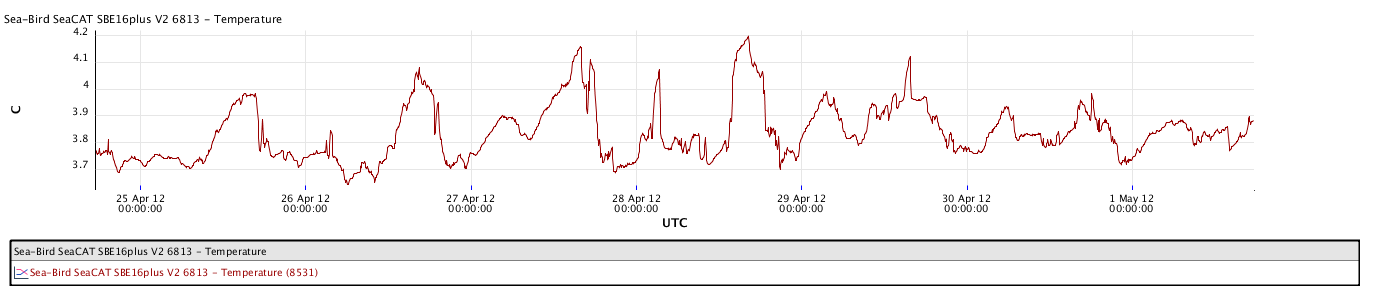 Sea-Bird SeaCAT SBE16plus V2 6813 - Temperature
4.2
4.1
4
3.9
3.8
3.7
C
25 Apr 12 26 Apr 12 27 Apr 12 28 Apr 12 29 Apr 12 30 Apr 12 1 May 12
00:00:00 00:00:00 00:00:00 00:00:00 00:00:00 00:00:00 00:00:00
UTC
Sea-Bird SeaCAT SBE16plus V2 6813 - Temperature
Sea-Bird SeaCAT SBE16plus V2 6813 - Temperature (8531)